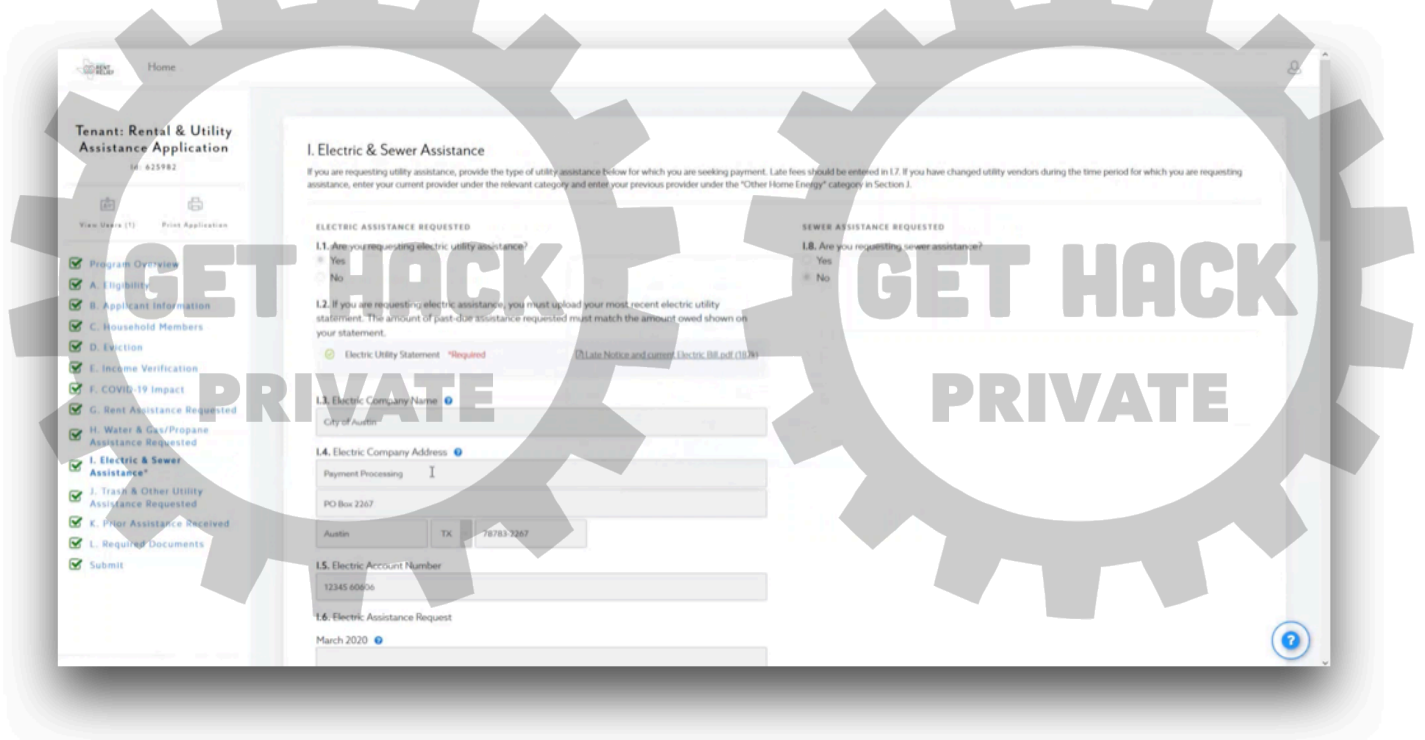 RENT
RELIEF
Home
Tenant: Rental & Utility
Assistance Application
Id: 625982
View Users (1) Print Application
Program Overview
A. Eligibility
B. Applicant Information
C. Household Members
D. Eviction
E. Income Verification
F. COVID-19 Impact
G. Rent Assistance Requested
H. Water & Gas/Propane
Assistance Requested
I. Electric & Sewer
Assistance*
J. Trash & Other Utility
Assistance Requested
K. Prior Assistance Received
L. Required Documents
Submit
I. Electric & Sewer Assistance
If you are requesting utility assistance, provide the type of utility assistance below for which you are seeking payment. Late fees should be entered in I.7. If you have changed utility vendors during the time period for which you are requesting
assistance, enter your current provider under the relevant category and enter your previous provider under the "Other Home Energy" category in Section J.
ELECTRIC ASSISTANCE REQUESTED
I.1. Are you requesting electric utility assistance?
Yes
No
I.2. If you are requesting electric assistance, you must upload your most recent electric utility
statement. The amount of past-due assistance requested must match the amount owed shown on
your statement.
Electric Utility Statement *Required Late Notice and current Electric Bill.pdf
I.3. Electric Company Name
City of Austin
I.4. Electric Company Address
Payment Processing
PO Box 2267
Austin TX 78783-2267
I.5. Electric Account Number
12345 60606
I.6. Electric Assistance Request
March 2020
SEWER ASSISTANCE REQUESTED
I.8. Are you requesting sewer assistance?
Yes
No
GET HACK
PRIVATE
GET HACK
PRIVATE